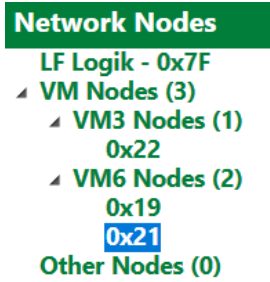 Network Nodes
LF Logik - 0x7F
VM Nodes (3)
VM3 Nodes (1)
0x22
VM6 Nodes (2)
0x19
0x21
Other Nodes (0)